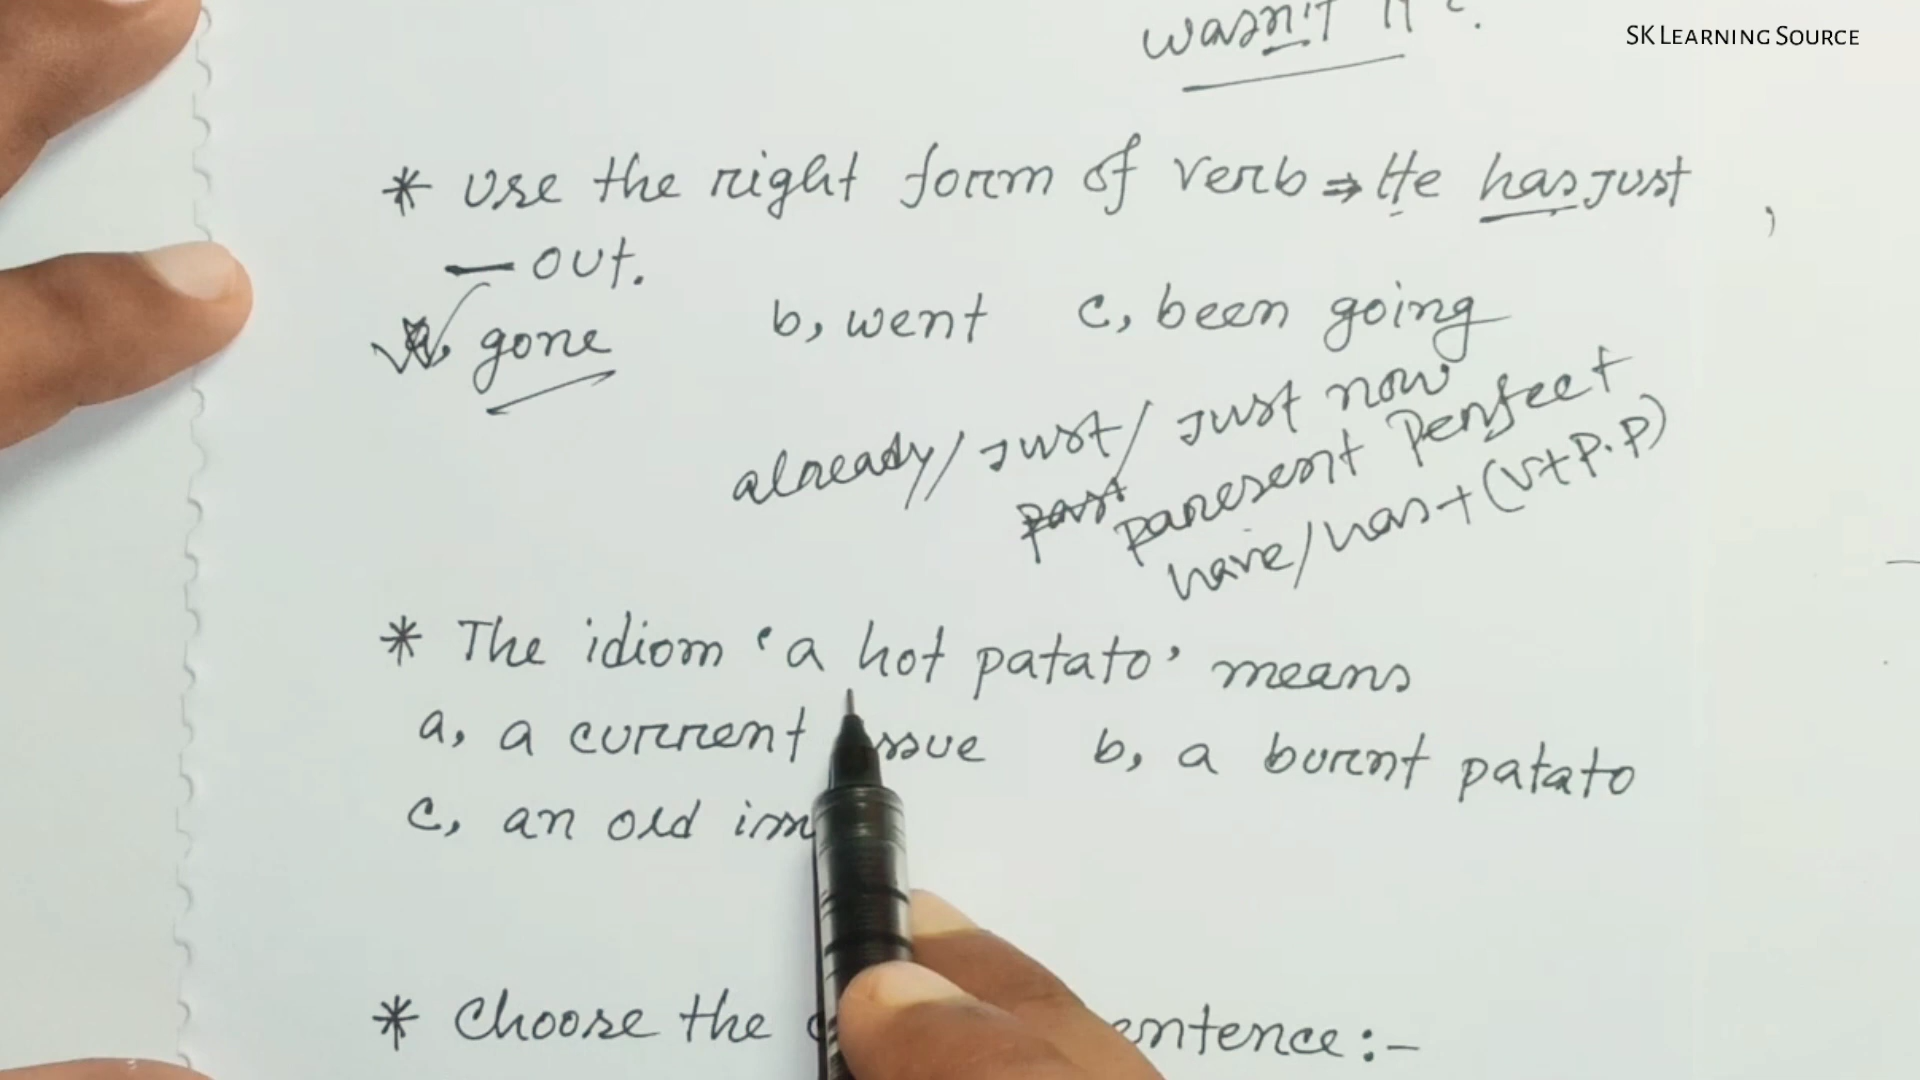 wasn't it?
SK LEARNING SOURCE
* Use the right form of verb ⇒ He has just
— out.
a, gone b, went c, been going
already / just / just now
past paresent Perfect
have/has + (V+P.P)
* The idiom 'a hot patato' means
a, a current issue b, a burnt patato
c, an old
* Choose the entence :-